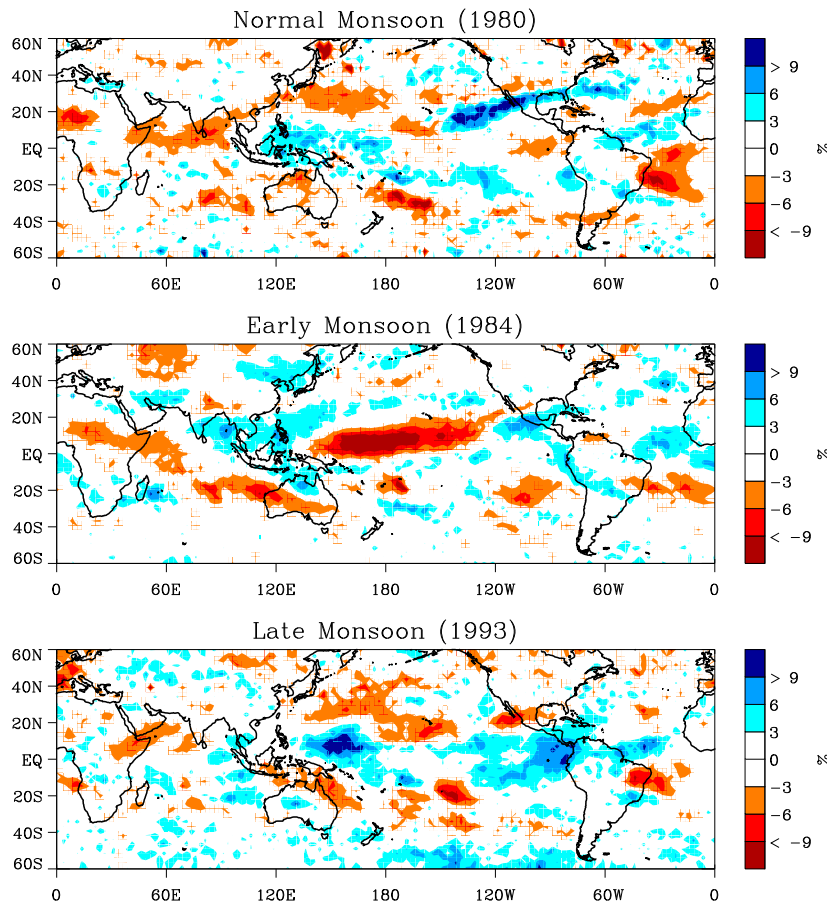 Normal Monsoon (1980)
60N
40N
20N
EQ
20S
40S
60S
0 60E 120E 180 120W 60W 0
> 9
6
3
0 %
−3
−6
< −9
Early Monsoon (1984)
60N
40N
20N
EQ
20S
40S
60S
0 60E 120E 180 120W 60W 0
> 9
6
3
0 %
−3
−6
< −9
Late Monsoon (1993)
60N
40N
20N
EQ
20S
40S
60S
0 60E 120E 180 120W 60W 0
> 9
6
3
0 %
−3
−6
< −9